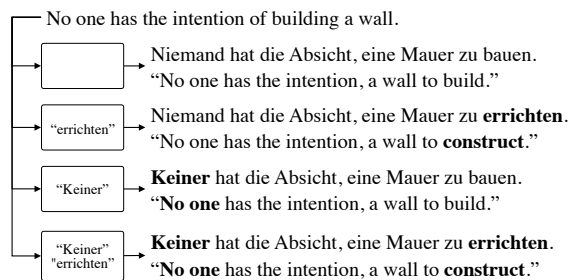 No one has the intention of building a wall.
Niemand hat die Absicht, eine Mauer zu bauen.
“No one has the intention, a wall to build.”
“errichten”
Niemand hat die Absicht, eine Mauer zu errichten.
“No one has the intention, a wall to construct.”
“Keiner”
Keiner hat die Absicht, eine Mauer zu bauen.
“No one has the intention, a wall to build.”
“Keiner”
"errichten”
Keiner hat die Absicht, eine Mauer zu errichten.
“No one has the intention, a wall to construct.”